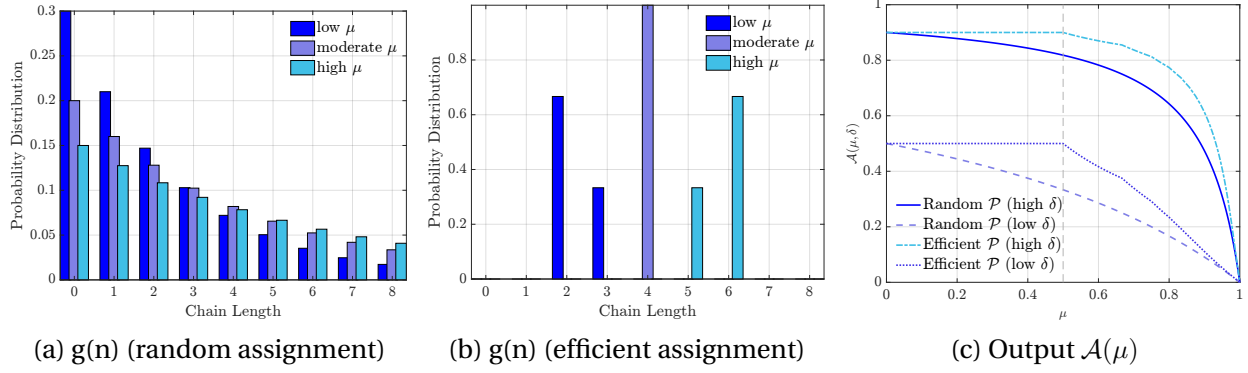 0.3
0.25
0.2
0.15
0.1
0.05
0
Probability Distribution
low μ
moderate μ
high μ
0 1 2 3 4 5 6 7 8
Chain Length
(a) g(n) (random assignment)
0.8
0.6
0.4
0.2
0
Probability Distribution
low μ
moderate μ
high μ
0 1 2 3 4 5 6 7 8
Chain Length
(b) g(n) (efficient assignment)
1
0.8
0.6
0.4
0.2
0
𝒜(μ, δ)
Random 𝒫 (high δ)
Random 𝒫 (low δ)
Efficient 𝒫 (high δ)
Efficient 𝒫 (low δ)
0 0.2 0.4 0.6 0.8 1
μ
(c) Output 𝒜(μ)